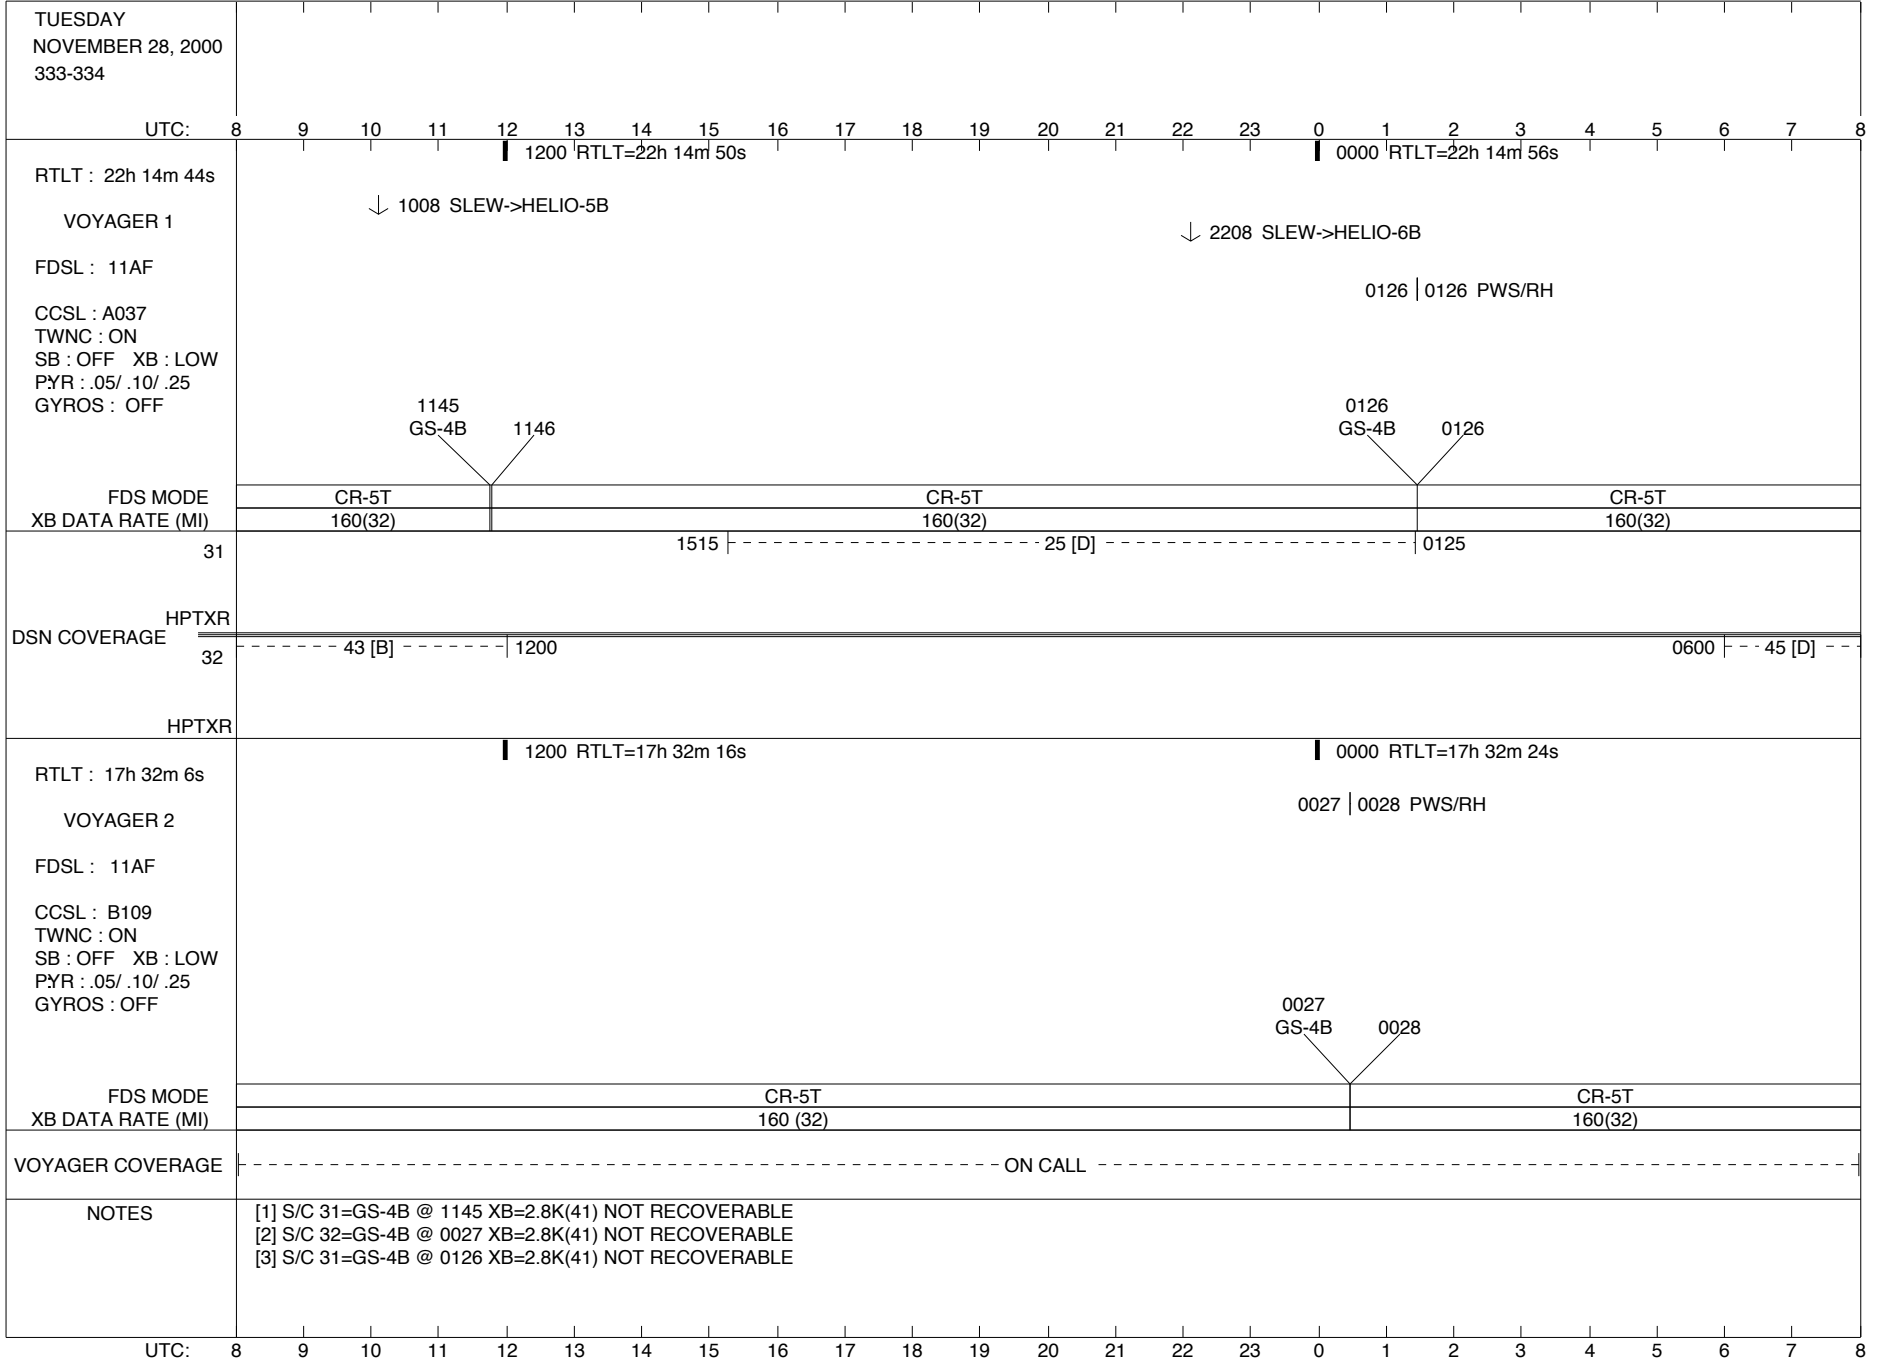 TUESDAY
NOVEMBER 28, 2000
333-334
UTC: 8 9 10 11 12 13 14 15 16 17 18 19 20 21 22 23 0 1 2 3 4 5 6 7 8
1200 RTLT=22h 14m 50s 0000 RTLT=22h 14m 56s
RTLT : 22h 14m 44s
1008 SLEW->HELIO-5B
VOYAGER 1
2208 SLEW->HELIO-6B
FDSL : 11AF
0126 0126 PWS/RH
CCSL : A037
TWNC : ON
SB : OFF XB : LOW
P:YR : .05/ .10/ .25
GYROS : OFF
1145 0126
GS-4B 1146 GS-4B 0126
FDS MODE CR-5T CR-5T CR-5T
XB DATA RATE (MI) 160(32) 160(32) 160(32)
31 1515 25 [D] 0125
HPTXR
DSN COVERAGE
32 43 [B] 1200 0600 45 [D]
HPTXR
1200 RTLT=17h 32m 16s 0000 RTLT=17h 32m 24s
RTLT : 17h 32m 6s
0027 0028 PWS/RH
VOYAGER 2
FDSL : 11AF
CCSL : B109
TWNC : ON
SB : OFF XB : LOW
P:YR : .05/ .10/ .25
GYROS : OFF
0027
GS-4B 0028
FDS MODE CR-5T CR-5T
XB DATA RATE (MI) 160 (32) 160(32)
VOYAGER COVERAGE ON CALL
NOTES [1] S/C 31=GS-4B @ 1145 XB=2.8K(41) NOT RECOVERABLE
[2] S/C 32=GS-4B @ 0027 XB=2.8K(41) NOT RECOVERABLE
[3] S/C 31=GS-4B @ 0126 XB=2.8K(41) NOT RECOVERABLE
UTC: 8 9 10 11 12 13 14 15 16 17 18 19 20 21 22 23 0 1 2 3 4 5 6 7 8